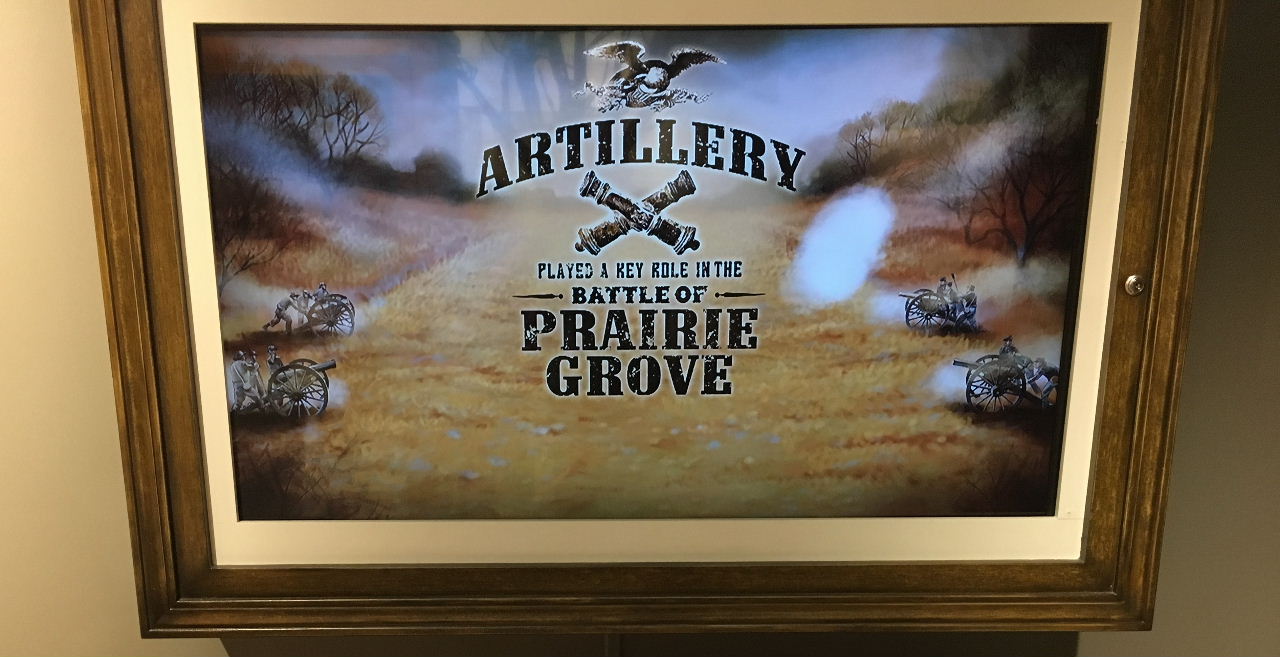 ARTILLERY
PLAYED A KEY ROLE IN THE
BATTLE OF
PRAIRIE
GROVE